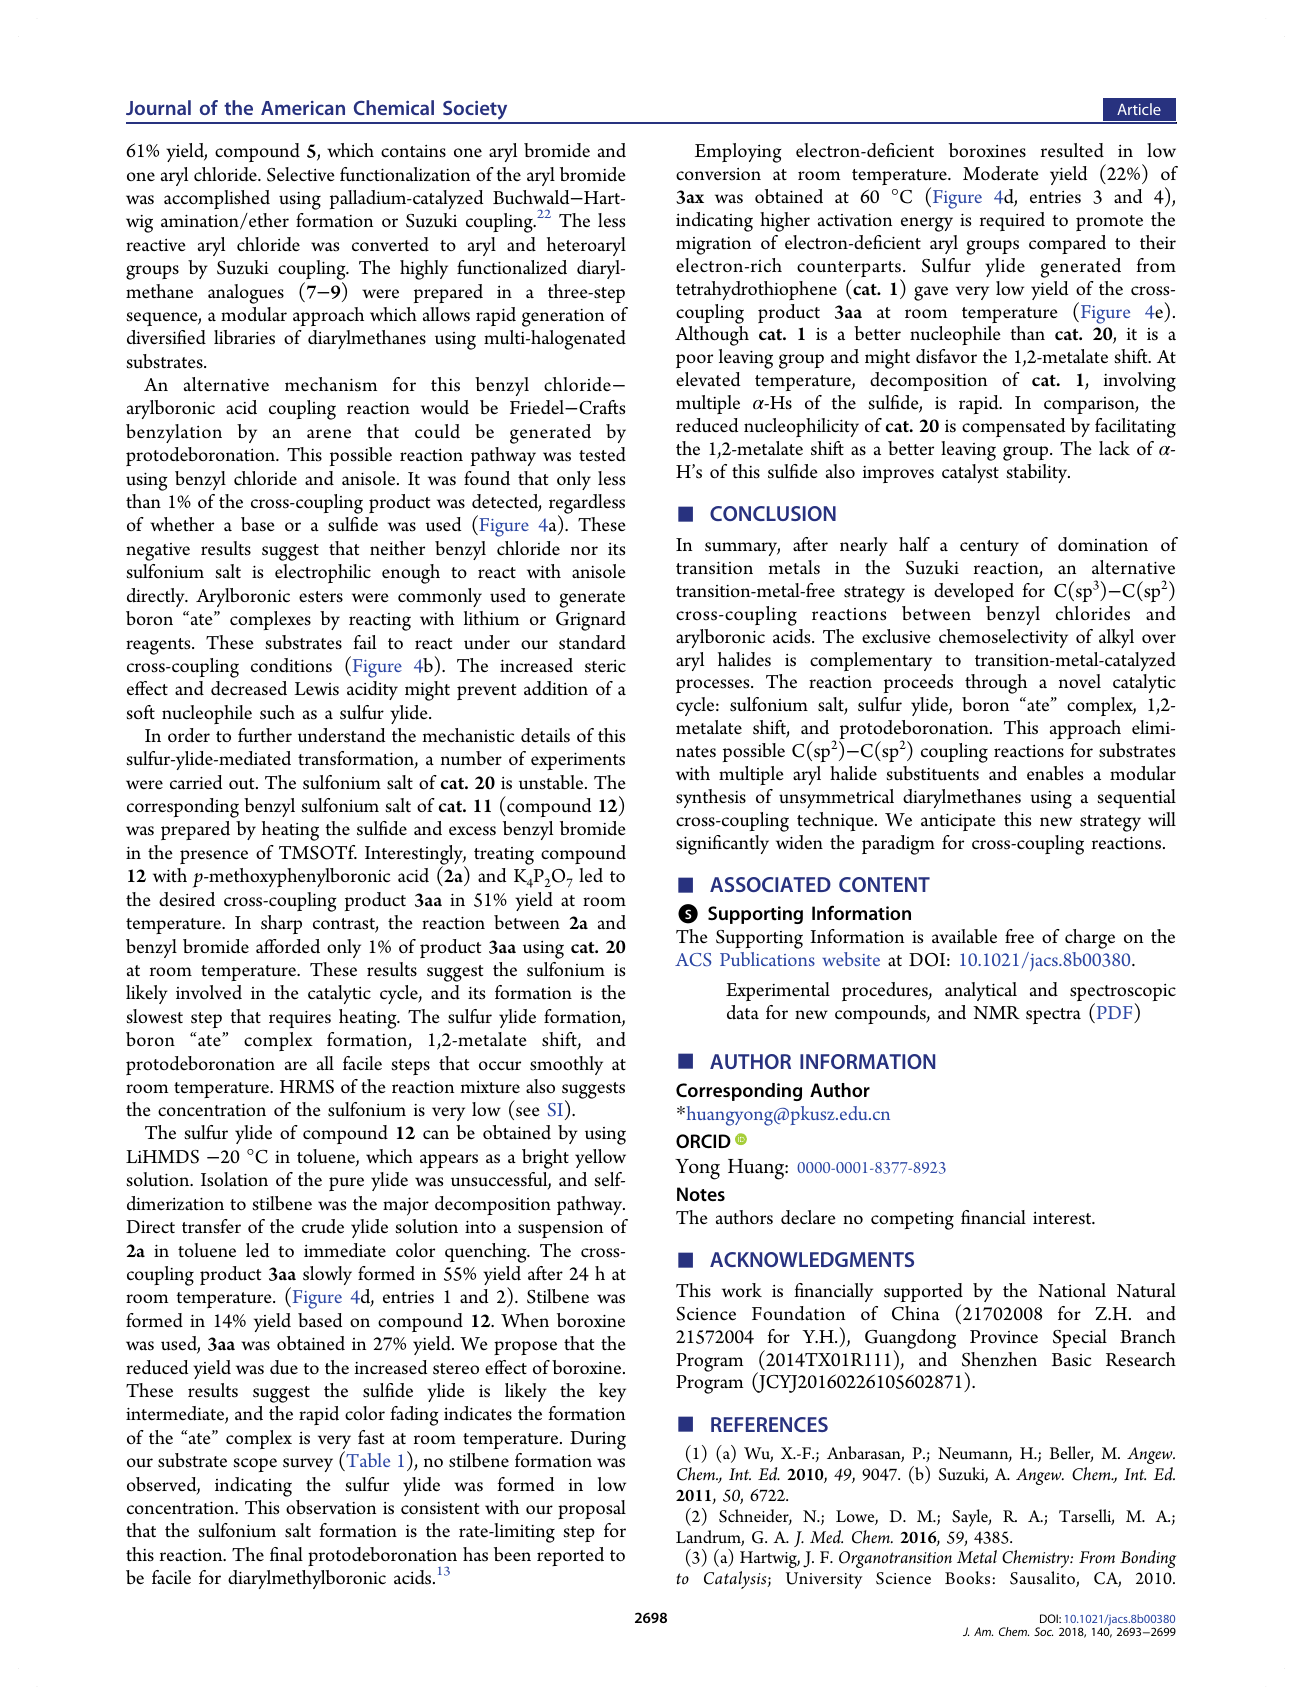 Journal of the American Chemical Society
Article
61% yield, compound 5, which contains one aryl bromide and
one aryl chloride. Selective functionalization of the aryl bromide
was accomplished using palladium-catalyzed Buchwald−Hart-
wig amination/ether formation or Suzuki coupling.22 The less
reactive aryl chloride was converted to aryl and heteroaryl
groups by Suzuki coupling. The highly functionalized diaryl-
methane analogues (7−9) were prepared in a three-step
sequence, a modular approach which allows rapid generation of
diversified libraries of diarylmethanes using multi-halogenated
substrates.
An alternative mechanism for this benzyl chloride−
arylboronic acid coupling reaction would be Friedel−Crafts
benzylation by an arene that could be generated by
protodeboronation. This possible reaction pathway was tested
using benzyl chloride and anisole. It was found that only less
than 1% of the cross-coupling product was detected, regardless
of whether a base or a sulfide was used (Figure 4a). These
negative results suggest that neither benzyl chloride nor its
sulfonium salt is electrophilic enough to react with anisole
directly. Arylboronic esters were commonly used to generate
boron “ate” complexes by reacting with lithium or Grignard
reagents. These substrates fail to react under our standard
cross-coupling conditions (Figure 4b). The increased steric
effect and decreased Lewis acidity might prevent addition of a
soft nucleophile such as a sulfur ylide.
In order to further understand the mechanistic details of this
sulfur-ylide-mediated transformation, a number of experiments
were carried out. The sulfonium salt of cat. 20 is unstable. The
corresponding benzyl sulfonium salt of cat. 11 (compound 12)
was prepared by heating the sulfide and excess benzyl bromide
in the presence of TMSOTf. Interestingly, treating compound
12 with p-methoxyphenylboronic acid (2a) and K4P2O7 led to
the desired cross-coupling product 3aa in 51% yield at room
temperature. In sharp contrast, the reaction between 2a and
benzyl bromide afforded only 1% of product 3aa using cat. 20
at room temperature. These results suggest the sulfonium is
likely involved in the catalytic cycle, and its formation is the
slowest step that requires heating. The sulfur ylide formation,
boron “ate” complex formation, 1,2-metalate shift, and
protodeboronation are all facile steps that occur smoothly at
room temperature. HRMS of the reaction mixture also suggests
the concentration of the sulfonium is very low (see SI).
The sulfur ylide of compound 12 can be obtained by using
LiHMDS −20 °C in toluene, which appears as a bright yellow
solution. Isolation of the pure ylide was unsuccessful, and self-
dimerization to stilbene was the major decomposition pathway.
Direct transfer of the crude ylide solution into a suspension of
2a in toluene led to immediate color quenching. The cross-
coupling product 3aa slowly formed in 55% yield after 24 h at
room temperature. (Figure 4d, entries 1 and 2). Stilbene was
formed in 14% yield based on compound 12. When boroxine
was used, 3aa was obtained in 27% yield. We propose that the
reduced yield was due to the increased stereo effect of boroxine.
These results suggest the sulfide ylide is likely the key
intermediate, and the rapid color fading indicates the formation
of the “ate” complex is very fast at room temperature. During
our substrate scope survey (Table 1), no stilbene formation was
observed, indicating the sulfur ylide was formed in low
concentration. This observation is consistent with our proposal
that the sulfonium salt formation is the rate-limiting step for
this reaction. The final protodeboronation has been reported to
be facile for diarylmethylboronic acids.13
Employing electron-deficient boroxines resulted in low
conversion at room temperature. Moderate yield (22%) of
3ax was obtained at 60 °C (Figure 4d, entries 3 and 4),
indicating higher activation energy is required to promote the
migration of electron-deficient aryl groups compared to their
electron-rich counterparts. Sulfur ylide generated from
tetrahydrothiophene (cat. 1) gave very low yield of the cross-
coupling product 3aa at room temperature (Figure 4e).
Although cat. 1 is a better nucleophile than cat. 20, it is a
poor leaving group and might disfavor the 1,2-metalate shift. At
elevated temperature, decomposition of cat. 1, involving
multiple α-Hs of the sulfide, is rapid. In comparison, the
reduced nucleophilicity of cat. 20 is compensated by facilitating
the 1,2-metalate shift as a better leaving group. The lack of α-
H’s of this sulfide also improves catalyst stability.
■ CONCLUSION
In summary, after nearly half a century of domination of
transition metals in the Suzuki reaction, an alternative
transition-metal-free strategy is developed for C(sp3)−C(sp2)
cross-coupling reactions between benzyl chlorides and
arylboronic acids. The exclusive chemoselectivity of alkyl over
aryl halides is complementary to transition-metal-catalyzed
processes. The reaction proceeds through a novel catalytic
cycle: sulfonium salt, sulfur ylide, boron “ate” complex, 1,2-
metalate shift, and protodeboronation. This approach elimi-
nates possible C(sp2)−C(sp2) coupling reactions for substrates
with multiple aryl halide substituents and enables a modular
synthesis of unsymmetrical diarylmethanes using a sequential
cross-coupling technique. We anticipate this new strategy will
significantly widen the paradigm for cross-coupling reactions.
■ ASSOCIATED CONTENT
S Supporting Information
The Supporting Information is available free of charge on the
ACS Publications website at DOI: 10.1021/jacs.8b00380.
Experimental procedures, analytical and spectroscopic
data for new compounds, and NMR spectra (PDF)
■ AUTHOR INFORMATION
Corresponding Author
*huangyong@pkusz.edu.cn
ORCID iD
Yong Huang: 0000-0001-8377-8923
Notes
The authors declare no competing financial interest.
■ ACKNOWLEDGMENTS
This work is financially supported by the National Natural
Science Foundation of China (21702008 for Z.H. and
21572004 for Y.H.), Guangdong Province Special Branch
Program (2014TX01R111), and Shenzhen Basic Research
Program (JCYJ20160226105602871).
■ REFERENCES
(1) (a) Wu, X.-F.; Anbarasan, P.; Neumann, H.; Beller, M. Angew.
Chem., Int. Ed. 2010, 49, 9047. (b) Suzuki, A. Angew. Chem., Int. Ed.
2011, 50, 6722.
(2) Schneider, N.; Lowe, D. M.; Sayle, R. A.; Tarselli, M. A.;
Landrum, G. A. J. Med. Chem. 2016, 59, 4385.
(3) (a) Hartwig, J. F. Organotransition Metal Chemistry: From Bonding
to Catalysis; University Science Books: Sausalito, CA, 2010.
2698
DOI: 10.1021/jacs.8b00380
J. Am. Chem. Soc. 2018, 140, 2693−2699